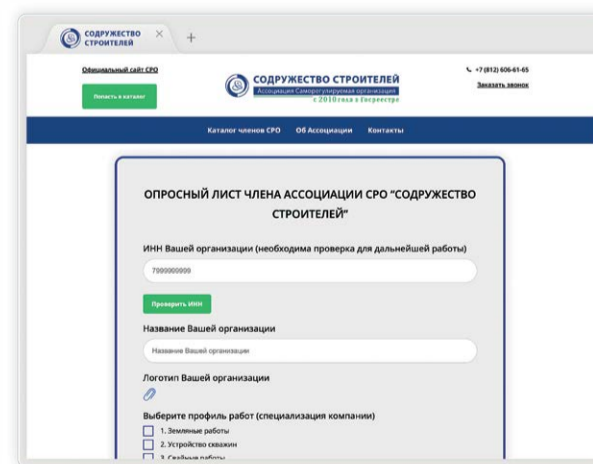 СОДРУЖЕСТВО
СТРОИТЕЛЕЙ
Официальный сайт СРО
Попасть в каталог
СОДРУЖЕСТВО СТРОИТЕЛЕЙ
Ассоциация Саморегулируемая организация
с 2010 года в Госреестре
+7 (812) 606-61-65
Заказать звонок
Каталог членов СРО Об Ассоциации Контакты
ОПРОСНЫЙ ЛИСТ ЧЛЕНА АССОЦИАЦИИ СРО "СОДРУЖЕСТВО
СТРОИТЕЛЕЙ"
ИНН Вашей организации (необходима проверка для дальнейшей работы)
7999999999
Проверить ИНН
Название Вашей организации
Название Вашей организации
Логотип Вашей организации
Выберите профиль работ (специализация компании)
1. Земляные работы
2. Устройство скважин
3. Свайные работы